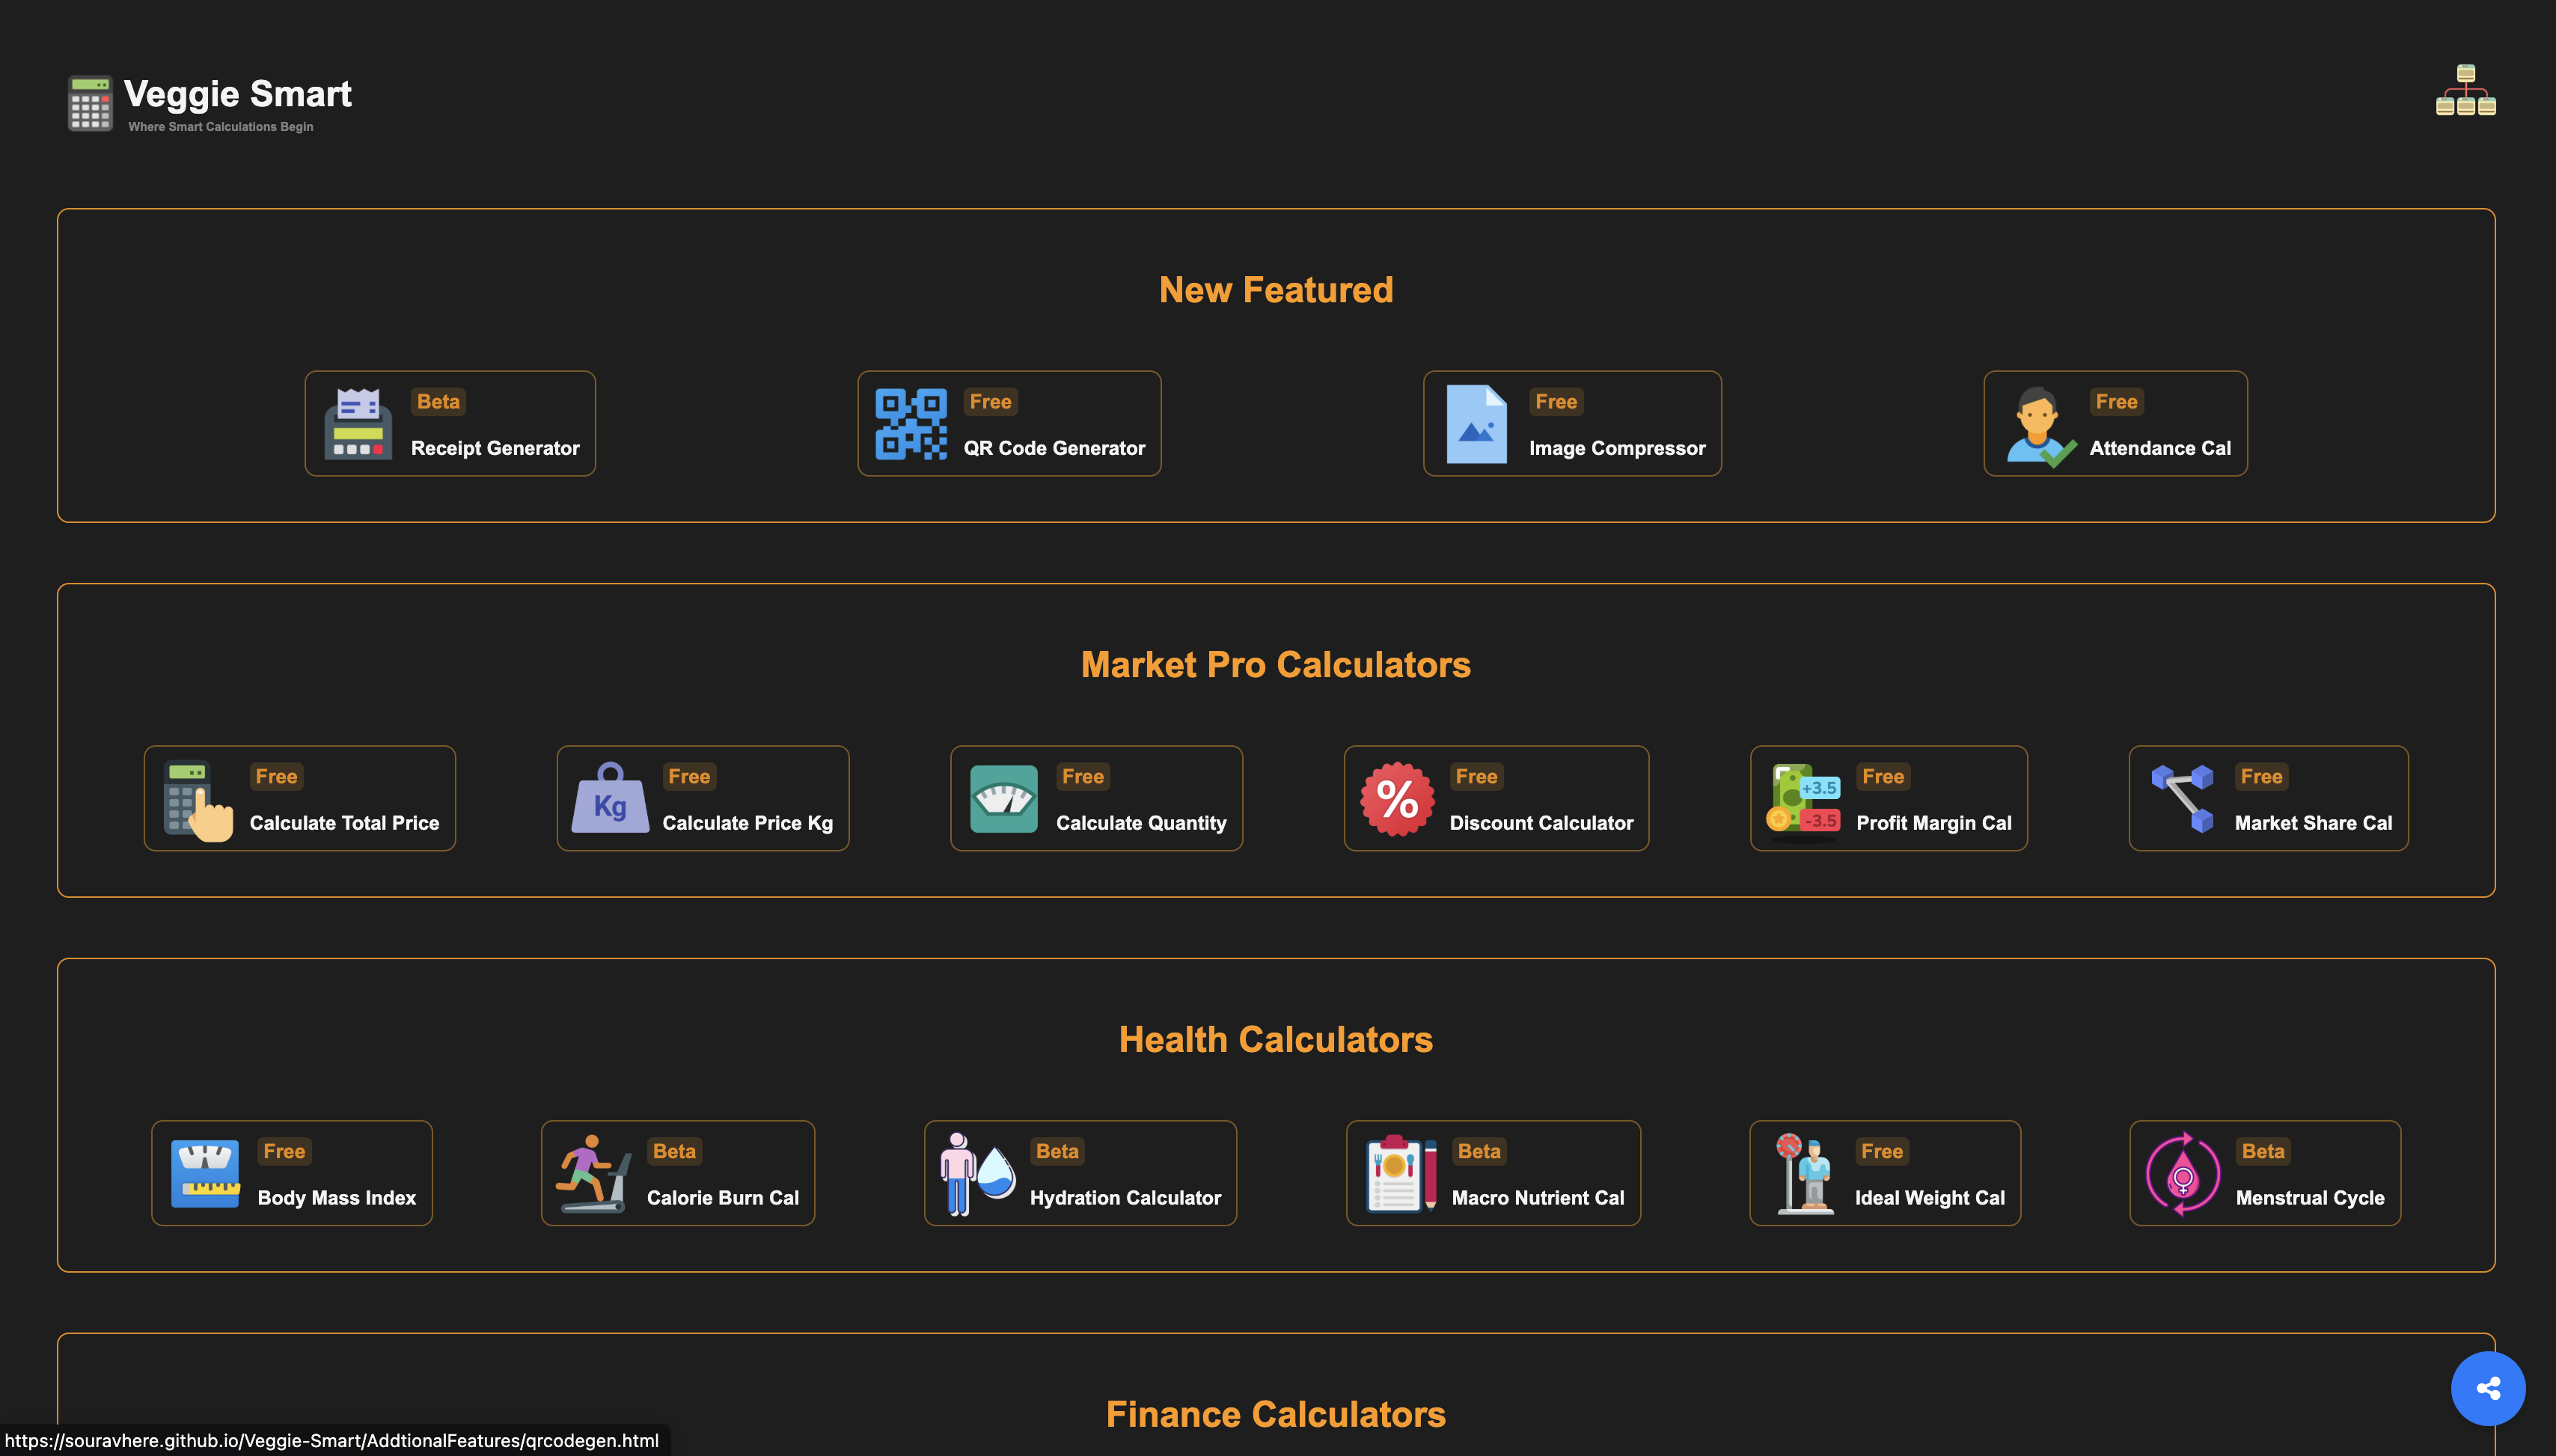 Veggie Smart
Where Smart Calculations Begin
New Featured
Beta
Receipt Generator
Free
QR Code Generator
Free
Image Compressor
Free
Attendance Cal
Market Pro Calculators
Free
Calculate Total Price
Kg
Free
Calculate Price Kg
Free
Calculate Quantity
%
Free
Discount Calculator
+3.5
-3.5
Free
Profit Margin Cal
Free
Market Share Cal
Health Calculators
Free
Body Mass Index
Beta
Calorie Burn Cal
Beta
Hydration Calculator
Beta
Macro Nutrient Cal
Free
Ideal Weight Cal
Beta
Menstrual Cycle
Finance Calculators
https://souravhere.github.io/Veggie-Smart/AddtionalFeatures/qrcodegen.html